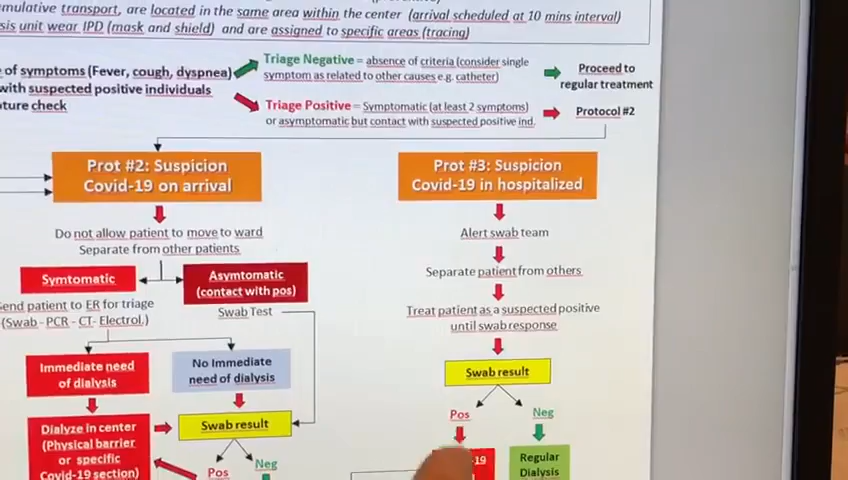 mulative transport, are located in the same area within the center (arrival scheduled at 10 mins interval)
sis unit wear IPD (mask and shield) and are assigned to specific areas (tracing)
of symptoms (Fever, cough, dyspnea)
with suspected positive individuals
ture check
Triage Negative = absence of criteria (consider single
symptom as related to other causes e.g. catheter)
Proceed to
regular treatment
Triage Positive = Symptomatic (at least 2 symptoms)
or asymptomatic but contact with suspected positive ind.
Protocol #2
Prot #2: Suspicion
Covid-19 on arrival
Do not allow patient to move to ward
Separate from other patients
Symtomatic
Asymtomatic
(contact with pos)
end patient to ER for triage
(Swab - PCR - CT- Electrol.)
Swab Test
Immediate need
of dialysis
No Immediate
need of dialysis
Dialyze in center
(Physical barrier
or specific
Covid-19 section)
Swab result
Pos
Neg
Prot #3: Suspicion
Covid-19 in hospitalized
Alert swab team
Separate patient from others
Treat patient as a suspected positive
until swab response
Swab result
Pos
Neg
-19
Regular
Dialysis